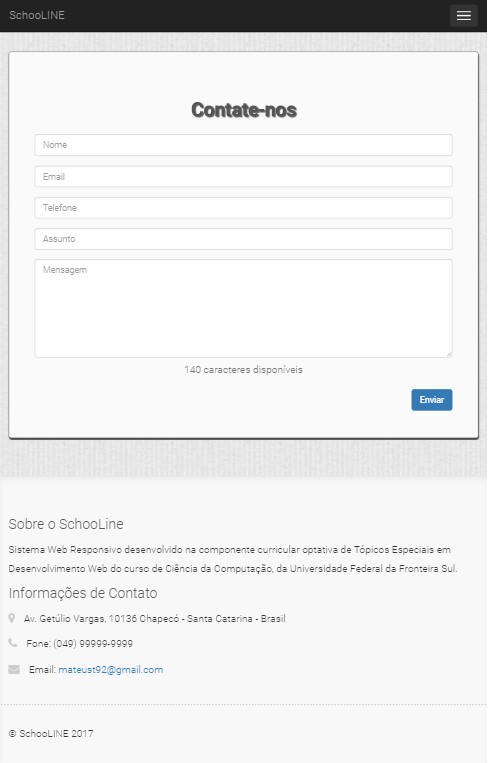 SchooLINE
Contate-nos
Nome
Email
Telefone
Assunto
Mensagem
140 caracteres disponíveis
Enviar
Sobre o SchooLine
Sistema Web Responsivo desenvolvido na componente curricular optativa de Tópicos Especiais em
Desenvolvimento Web do curso de Ciência da Computação, da Universidade Federal da Fronteira Sul.
Informações de Contato
Av. Getúlio Vargas, 10136 Chapecó - Santa Catarina - Brasil
Fone: (049) 99999-9999
Email: mateust92@gmail.com
© SchooLINE 2017